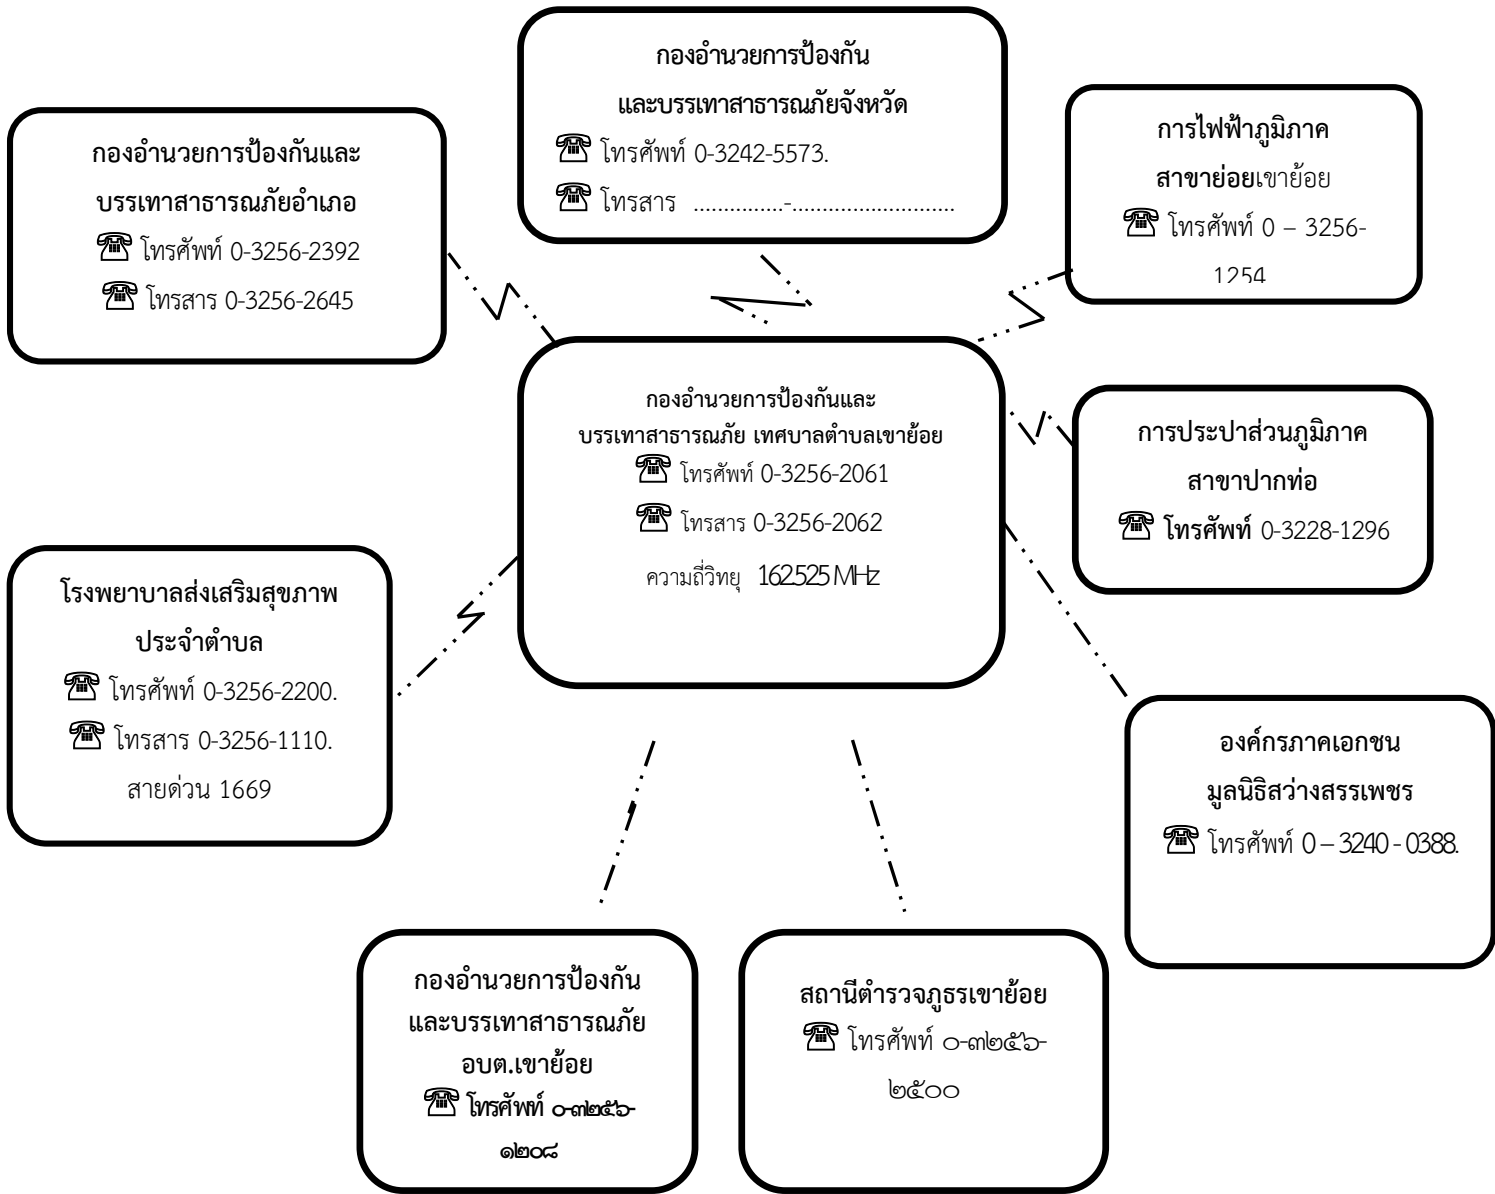 กองอำนวยการป้องกัน
และบรรเทาสาธารณภัยจังหวัด
☎ โทรศัพท์ 0-3242-5573.
☎ โทรสาร ...............-...........................
กองอำนวยการป้องกันและ
บรรเทาสาธารณภัยอำเภอ
☎ โทรศัพท์ 0-3256-2392
☎ โทรสาร 0-3256-2645
การไฟฟ้าภูมิภาค
สาขาย่อยเขาย้อย
☎ โทรศัพท์ 0 – 3256-
1254
กองอำนวยการป้องกันและ
บรรเทาสาธารณภัย เทศบาลตำบลเขาย้อย
☎ โทรศัพท์ 0-3256-2061
☎ โทรสาร 0-3256-2062
ความถี่วิทยุ 162.525 MHz
การประปาส่วนภูมิภาค
สาขาปากท่อ
☎ โทรศัพท์ 0-3228-1296
โรงพยาบาลส่งเสริมสุขภาพ
ประจำตำบล
☎ โทรศัพท์ 0-3256-2200.
☎ โทรสาร 0-3256-1110.
สายด่วน 1669
องค์กรภาคเอกชน
มูลนิธิสว่างสรรเพชร
☎ โทรศัพท์ 0 – 3240 - 0388.
กองอำนวยการป้องกัน
และบรรเทาสาธารณภัย
อบต.เขาย้อย
☎ โทรศัพท์ ๐-๓๒๕๖-
๑๒๐๘
สถานีตำรวจภูธรเขาย้อย
☎ โทรศัพท์ ๐-๓๒๕๖-
๒๕๐๐